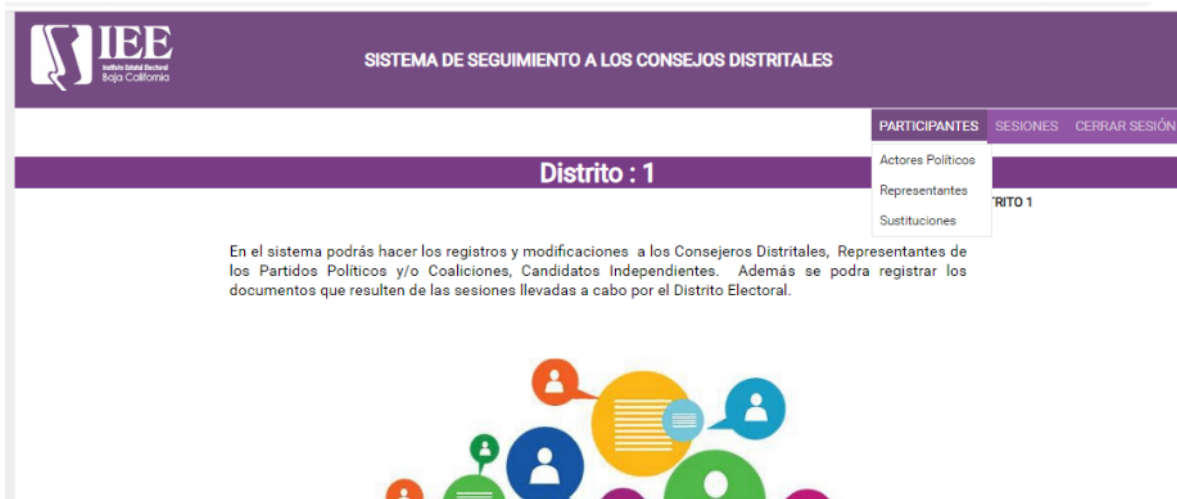 IEE
Instituto Estatal Electoral
Baja California
SISTEMA DE SEGUIMIENTO A LOS CONSEJOS DISTRITALES
PARTICIPANTES SESIONES CERRAR SESIÓN
Actores Políticos
Representantes
Sustituciones
Distrito : 1
TRITO 1
En el sistema podrás hacer los registros y modificaciones a los Consejeros Distritales, Representantes de
los Partidos Políticos y/o Coaliciones, Candidatos Independientes. Además se podra registrar los
documentos que resulten de las sesiones llevadas a cabo por el Distrito Electoral.